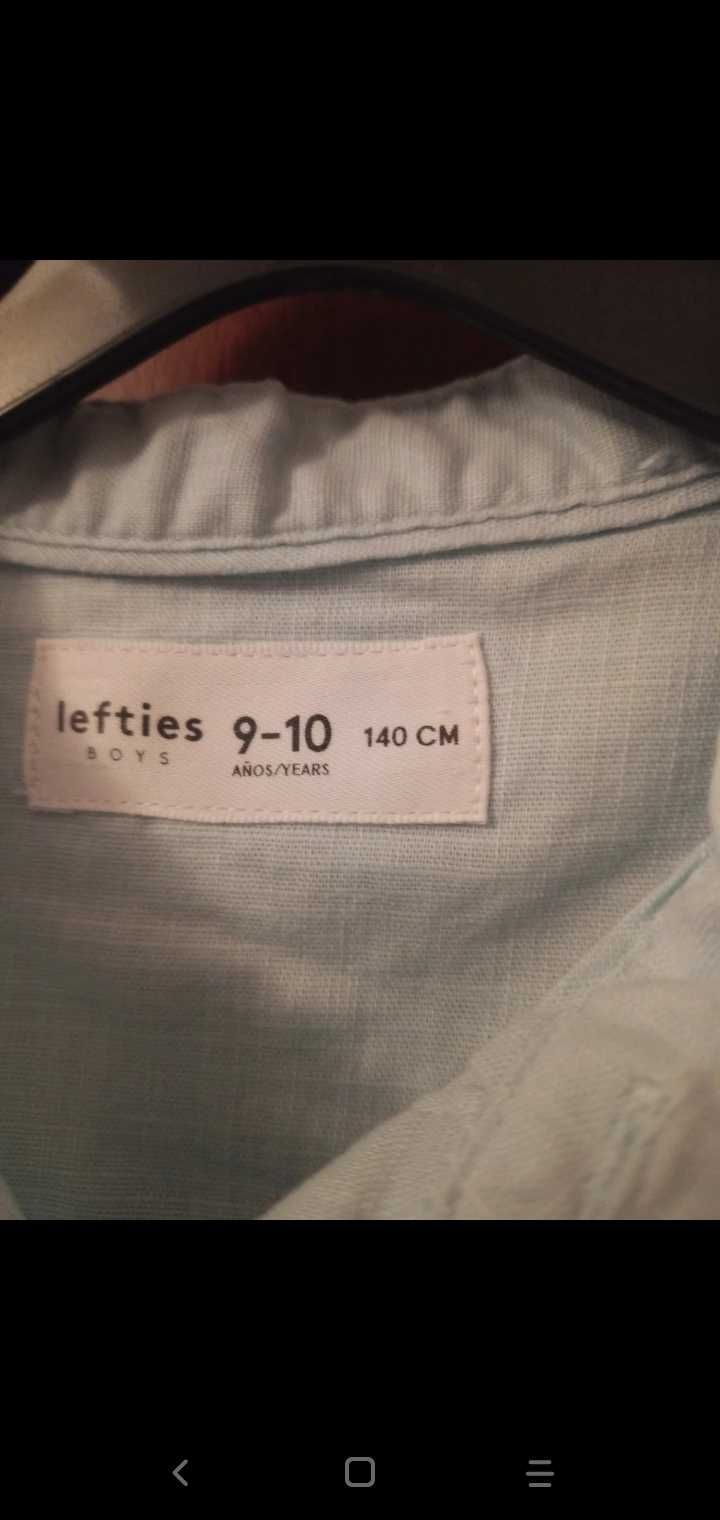 lefties 9-10 140 CM
BOYS AÑOS/YEARS